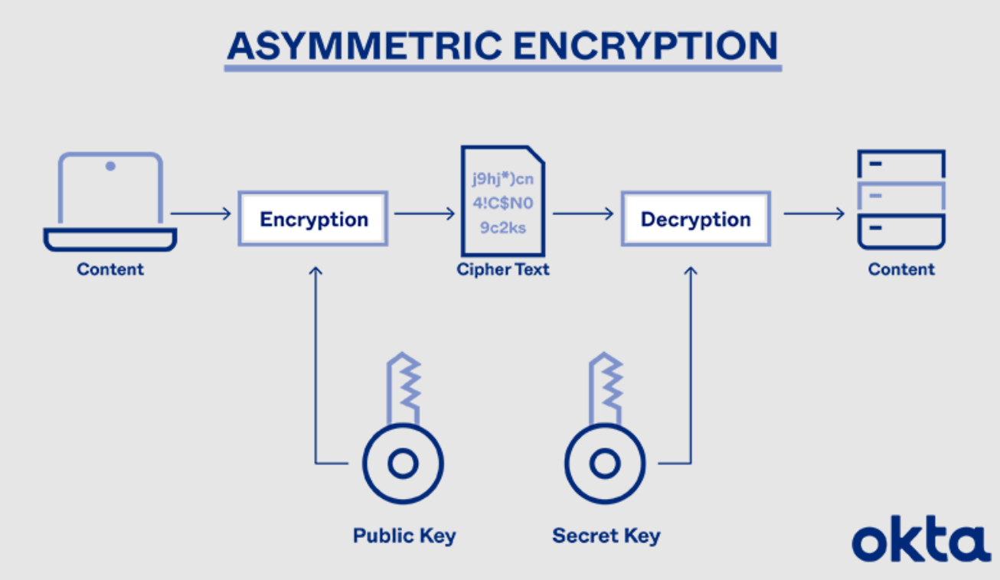 ASYMMETRIC ENCRYPTION
j9hj*)cn
4!C$N0
9c2ks
Encryption
Decryption
Content
Cipher Text
Content
Public Key
Secret Key
okta